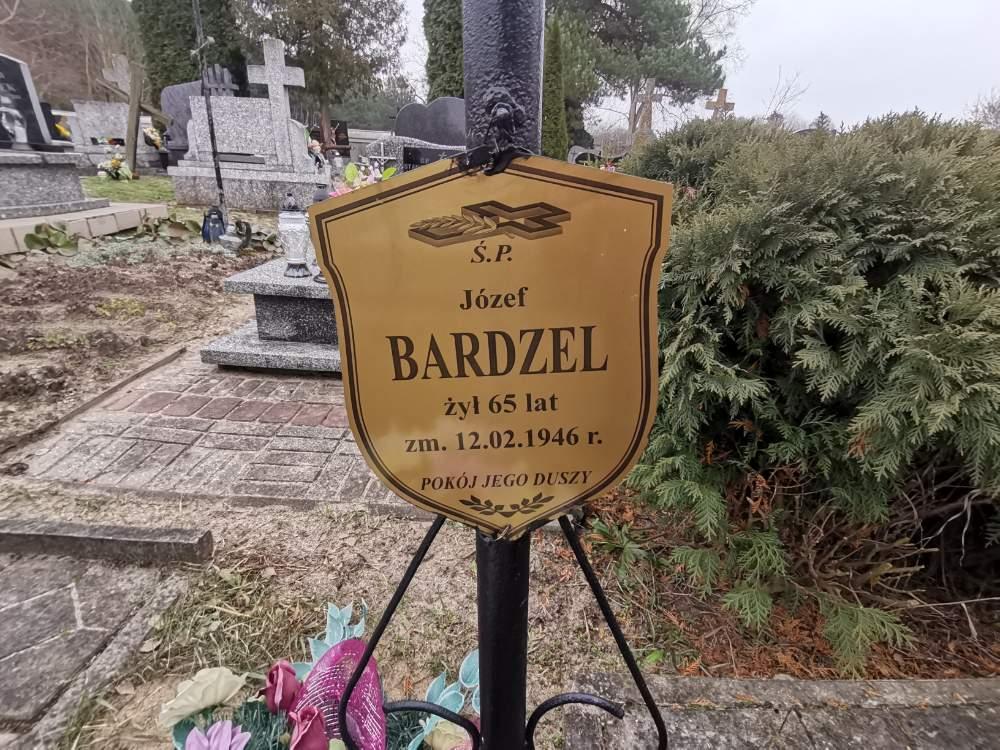 Ś.P.
Józef
BARDZEL
żył 65 lat
zm. 12.02.1946 r.
POKÓJ JEGO DUSZY